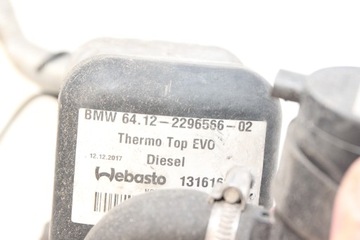 BMW 64.12-2296566-02
Thermo Top EVO
12.12.2017 Diesel
Webasto 131616